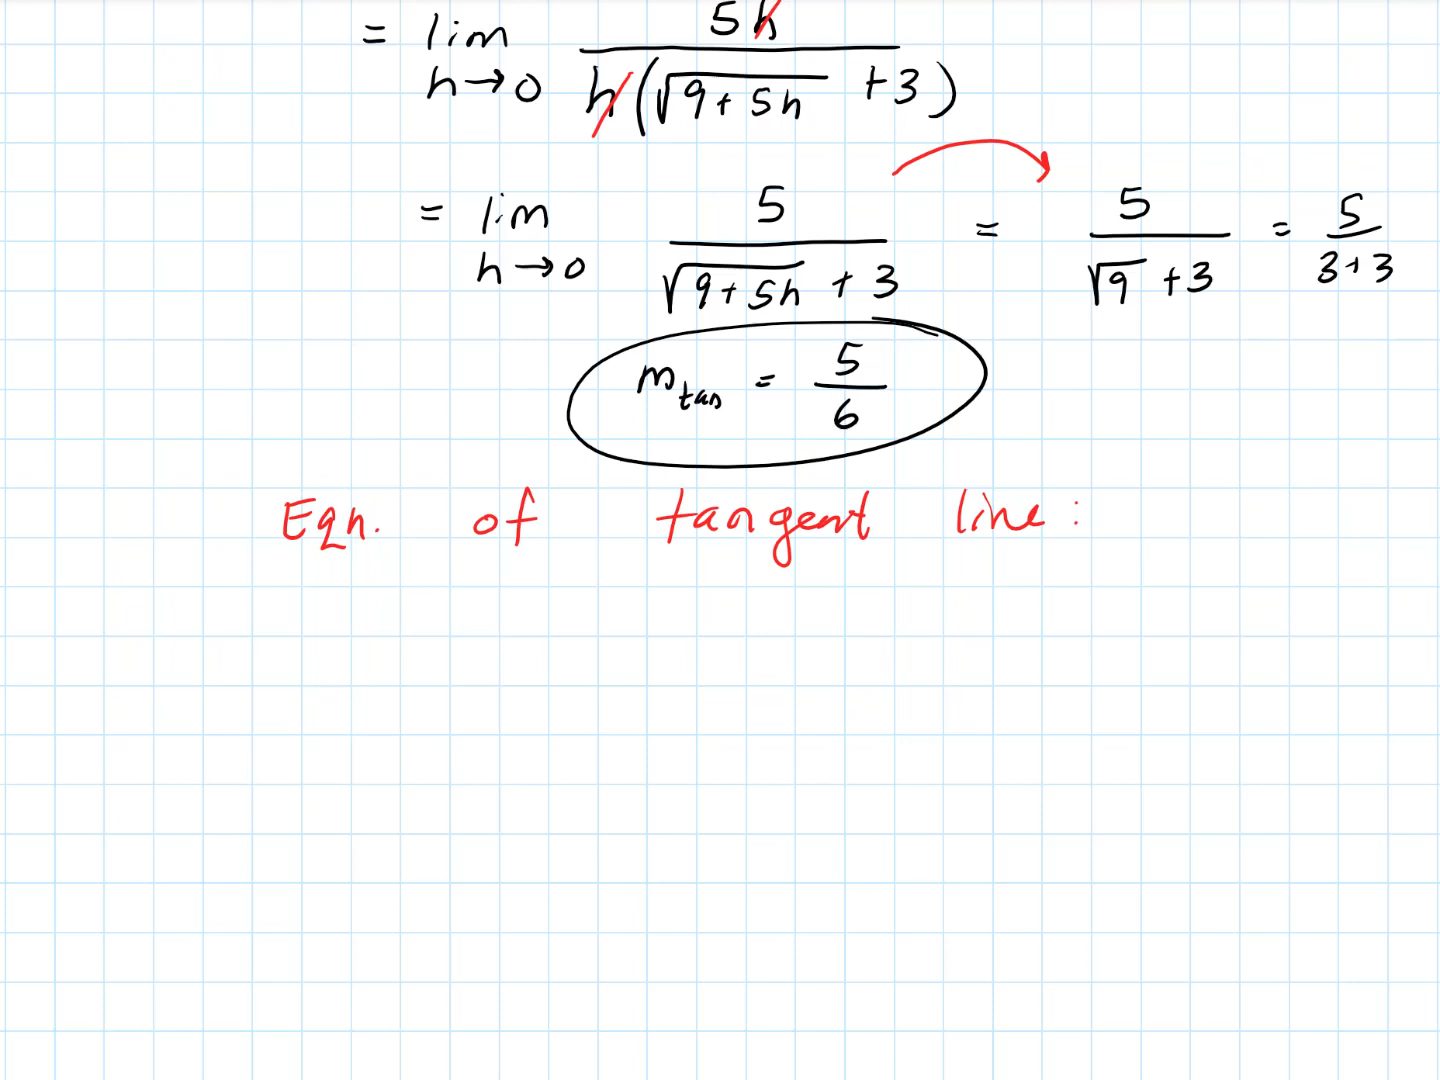 = lim h→0 5h / h(√9+5h + 3)
= lim h→0 5 / √9+5h + 3 = 5 / √9 + 3 = 5 / 3+3
m tan = 5 / 6
Eqn. of tangent line: